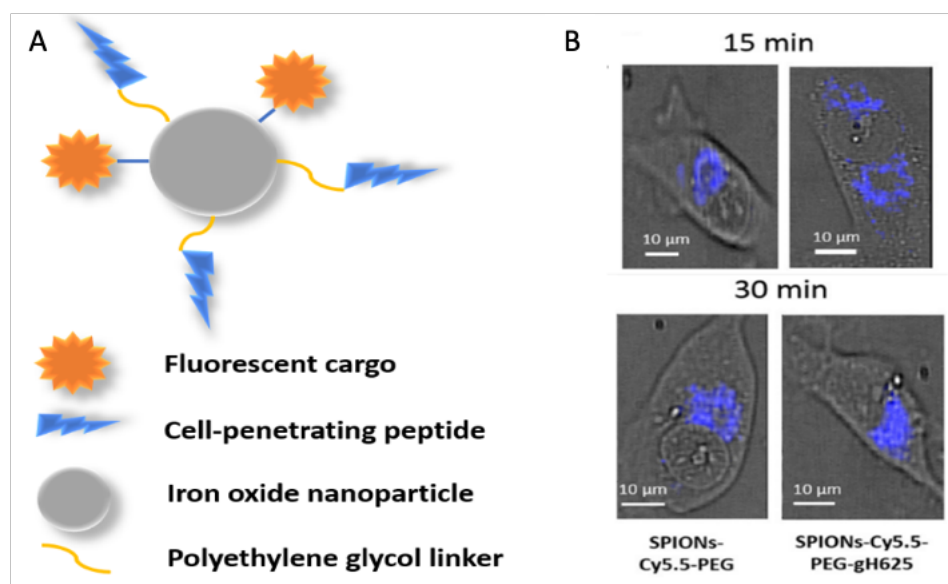 A
B
15 min
10 µm
10 µm
30 min
10 µm
10 µm
Fluorescent cargo
Cell-penetrating peptide
Iron oxide nanoparticle
Polyethylene glycol linker
SPIONs-
Cy5.5-PEG
SPIONs-Cy5.5-
PEG-gH625